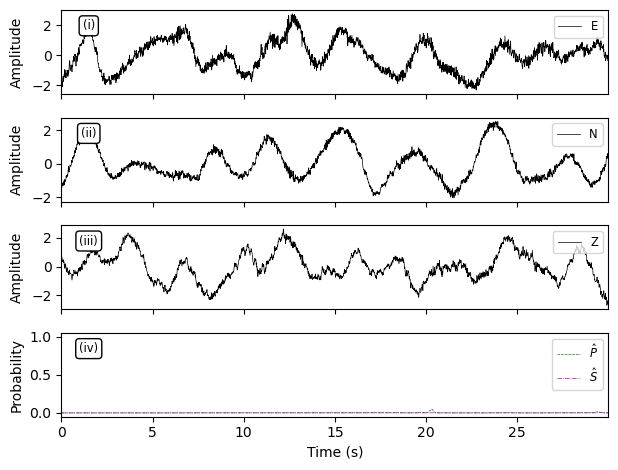 Amplitude
2
0
−2
(i)
E
Amplitude
2
0
−2
(ii)
N
Amplitude
2
0
−2
(iii)
Z
Probability
1.0
0.5
0.0
(iv)
P̂
Ŝ
0 5 10 15 20 25
Time (s)